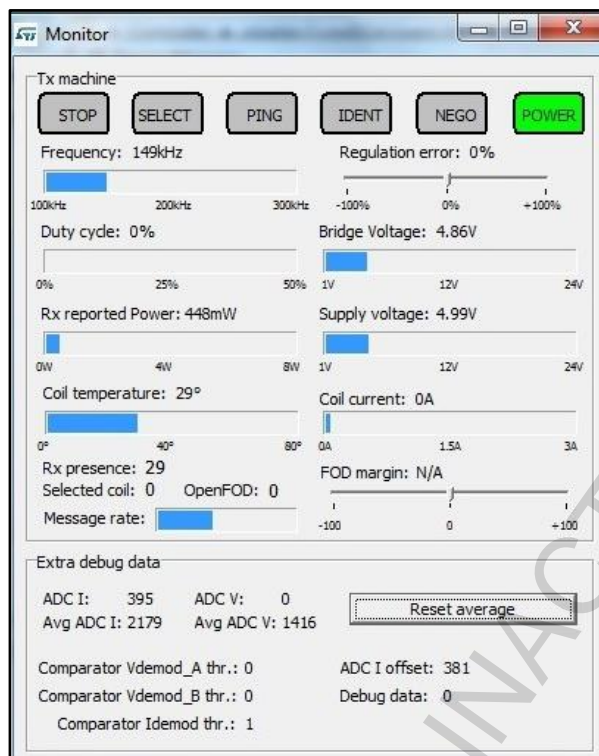 Monitor
Tx machine
STOP SELECT PING IDENT NEGO POWER
Frequency: 149kHz
100kHz 200kHz 300kHz
Regulation error: 0%
-100% 0% +100%
Duty cycle: 0%
0% 25% 50%
Bridge Voltage: 4.86V
1V 12V 24V
Rx reported Power: 448mW
0W 4W 8W
Supply voltage: 4.99V
1V 12V 24V
Coil temperature: 29°
0° 40° 80°
Coil current: 0A
0A 1.5A 3A
Rx presence: 29
Selected coil: 0 OpenFOD: 0
Message rate:
FOD margin: N/A
-100 0 +100
Extra debug data
ADC I: 395 ADC V: 0
Avg ADC I: 2179 Avg ADC V: 1416
Reset average
Comparator Vdemod_A thr.: 0
Comparator Vdemod_B thr.: 0
Comparator Idemod thr.: 1
ADC I offset: 381
Debug data: 0
INACT